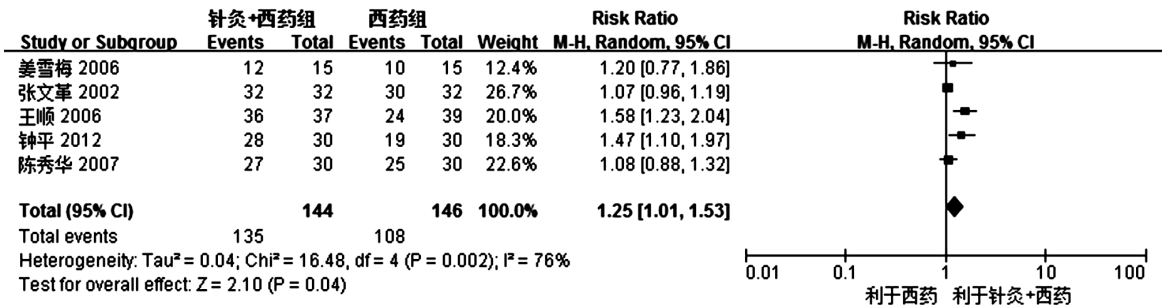 针灸+西药组 西药组 Risk Ratio Risk Ratio
Study or Subgroup Events Total Events Total Weight M-H, Random, 95% CI M-H, Random, 95% CI
姜雪梅 2006 12 15 10 15 12.4% 1.20 [0.77, 1.86]
张文革 2002 32 32 30 32 26.7% 1.07 [0.96, 1.19]
王顺 2006 36 37 24 39 20.0% 1.58 [1.23, 2.04]
钟平 2012 28 30 19 30 18.3% 1.47 [1.10, 1.97]
陈秀华 2007 27 30 25 30 22.6% 1.08 [0.88, 1.32]
Total (95% CI) 144 146 100.0% 1.25 [1.01, 1.53]
Total events 135 108
Heterogeneity: Tau² = 0.04; Chi² = 16.48, df = 4 (P = 0.002); I² = 76%
Test for overall effect: Z = 2.10 (P = 0.04)
0.01 0.1 1 10 100
利于西药 利于针灸+西药